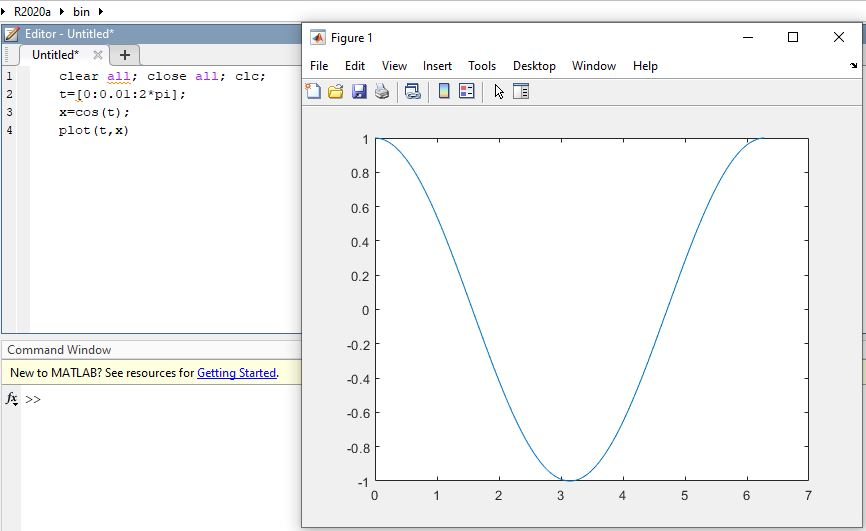 R2020a bin
Editor - Untitled*
Untitled* +
1 clear all; close all; clc;
2 t=[0:0.01:2*pi];
3 x=cos(t);
4 plot(t,x)
Command Window
New to MATLAB? See resources for Getting Started.
fx >>
Figure 1
File Edit View Insert Tools Desktop Window Help
1
0.8
0.6
0.4
0.2
0
-0.2
-0.4
-0.6
-0.8
-1
0 1 2 3 4 5 6 7